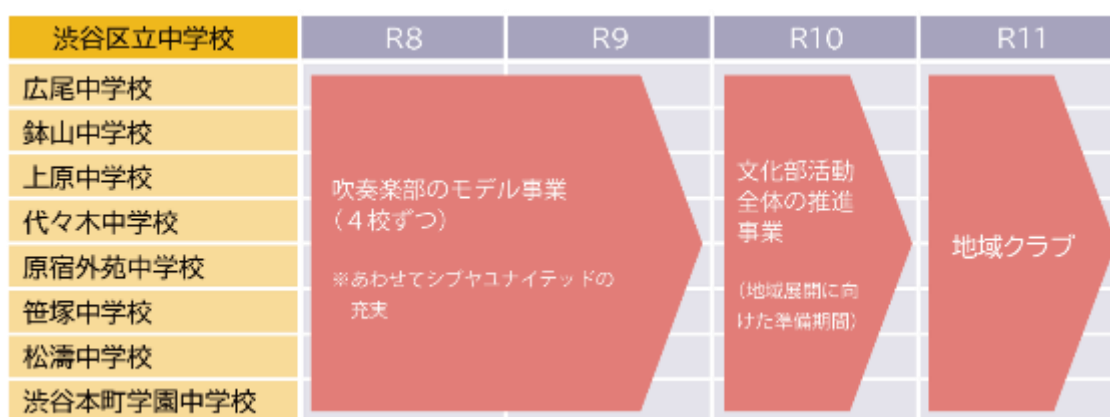 渋谷区立中学校 R8 R9 R10 R11
広尾中学校
鉢山中学校
上原中学校
代々木中学校
原宿外苑中学校
笹塚中学校
松濤中学校
渋谷本町学園中学校
吹奏楽部のモデル事業
（４校ずつ）
※あわせてシブヤユナイテッドの
充実
文化部活動
全体の推進
事業
（地域展開に向
けた準備期間）
地域クラブ